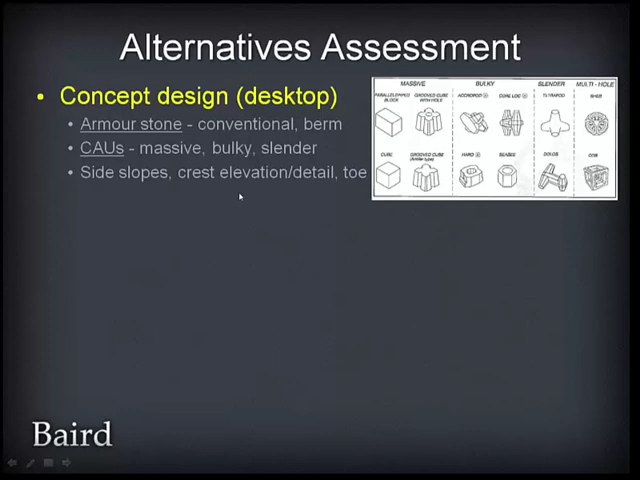 Alternatives Assessment
• Concept design (desktop)
• Armour stone - conventional, berm
• CAUs - massive, bulky, slender
• Side slopes, crest elevation/detail, toe
MASSIVE BULKY SLENDER MULTI-HOLE
PARALLELEPIPED BLOCK GROOVED CUBE WITH HOLE ACCROPOD ® CORE LOC ® TETRAPOD SHED
CUBE GROOVED CUBE HARO ® SEABEE DOLOS COB
Baird